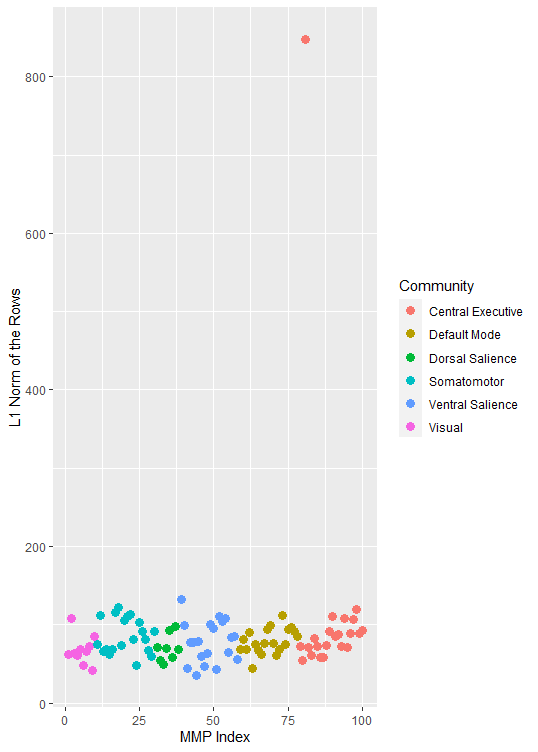 800
600
400
200
0
L1 Norm of the Rows
0 25 50 75 100
MMP Index
Community
Central Executive
Default Mode
Dorsal Salience
Somatomotor
Ventral Salience
Visual